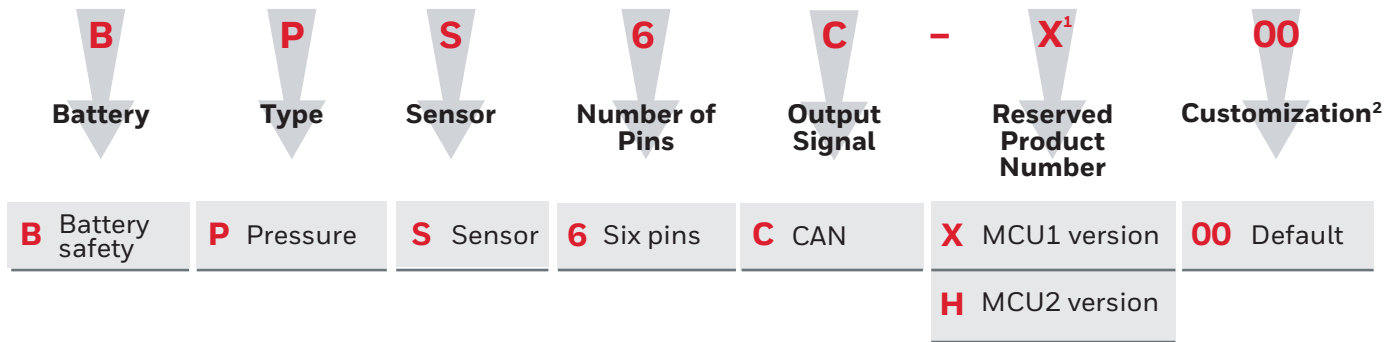 B P S 6 C – X¹ 00
Battery Type Sensor Number of Pins Output Signal Reserved Product Number Customization²
B Battery safety P Pressure S Sensor 6 Six pins C CAN X MCU1 version 00 Default
H MCU2 version